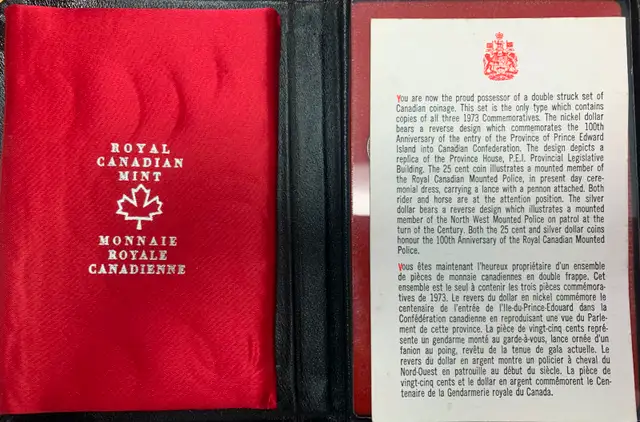 ROYAL
CANADIAN
MINT
MONNAIE
ROYALE
CANADIENNE
You are now the proud possessor of a double struck set of
Canadian coinage. This set is the only type which contains
copies of all three 1973 Commemoratives. The nickel dollar
bears a reverse design which commemorates the 100th
Anniversary of the entry of the Province of Prince Edward
Island into Canadian Confederation. The design depicts a
replica of the Province House, P.E.I. Provincial Legislative
Building. The 25 cent coin illustrates a mounted member of
the Royal Canadian Mounted Police, in present day cere-
monial dress, carrying a lance with a pennon attached. Both
rider and horse are at the attention position. The silver
dollar bears a reverse design which illustrates a mounted
member of the North West Mounted Police on patrol at the
turn of the Century. Both the 25 cent and silver dollar coins
honour the 100th Anniversary of the Royal Canadian Mounted
Police.
Vous êtes maintenant l'heureux propriétaire d'un ensemble
de pièces de monnaie canadiennes en double frappe. Cet
ensemble est le seul à contenir les trois pièces commémora-
tives de 1973. Le revers du dollar en nickel commémore le
centenaire de l'entrée de l'Ile-du-Prince-Edouard dans la
Confédération canadienne en reproduisant une vue du Parle-
ment de cette province. La pièce de vingt-cinq cents repré-
sente un gendarme monté au garde-à-vous, lance ornée d'un
fanion au poing, revêtu de la tenue de gala actuelle. Le
revers du dollar en argent montre un policier à cheval du
Nord-Ouest en patrouille au début du siècle. La pièce de
vingt-cinq cents et le dollar en argent commémorent le Cen-
tenaire de la Gendarmerie royale du Canada.